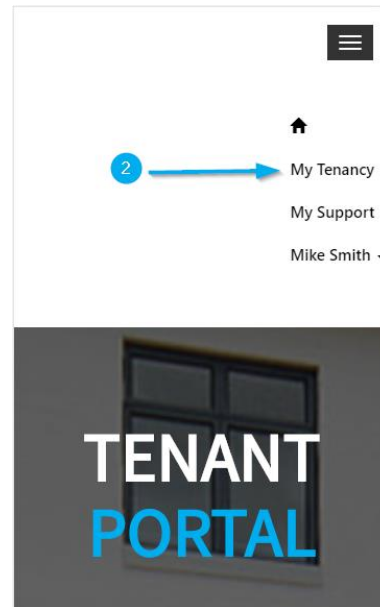 2
My Tenancy
My Support
Mike Smith
TENANT
PORTAL